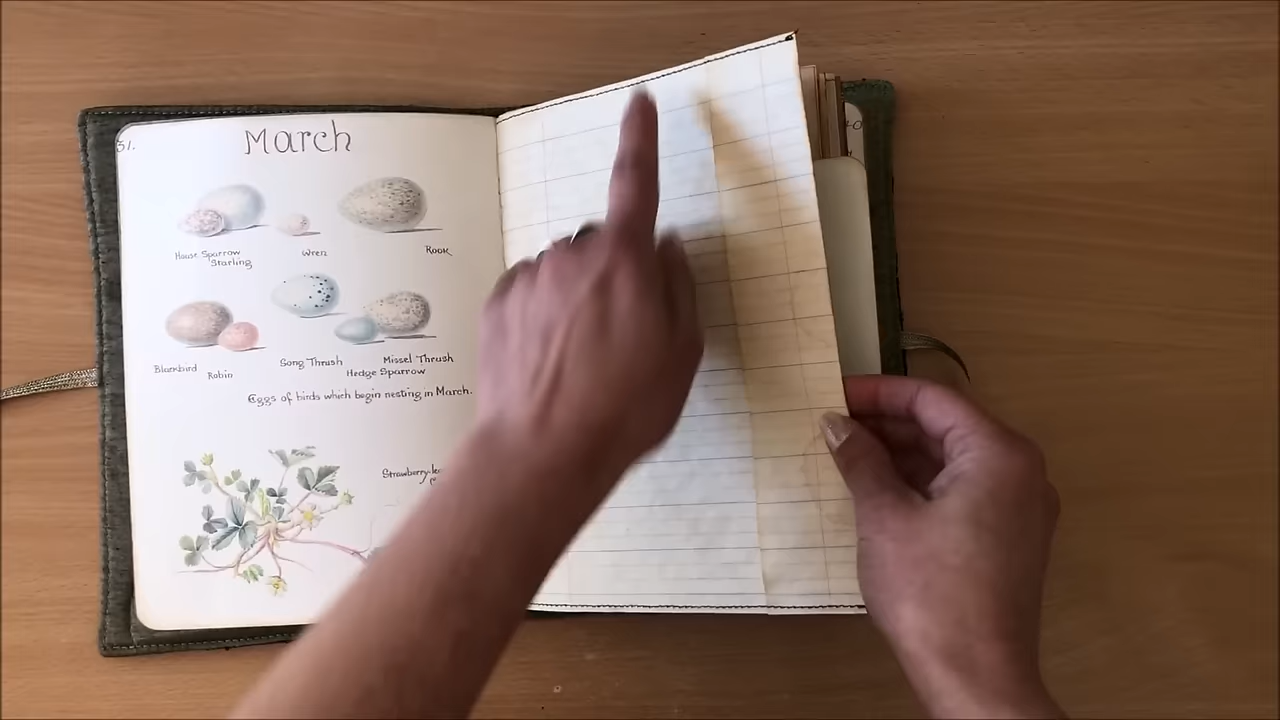 51.
March
House Sparrow
Starling
Wren
Rook
Blackbird
Robin
Song Thrush
Missel Thrush
Hedge Sparrow
Eggs of birds which begin nesting in March.